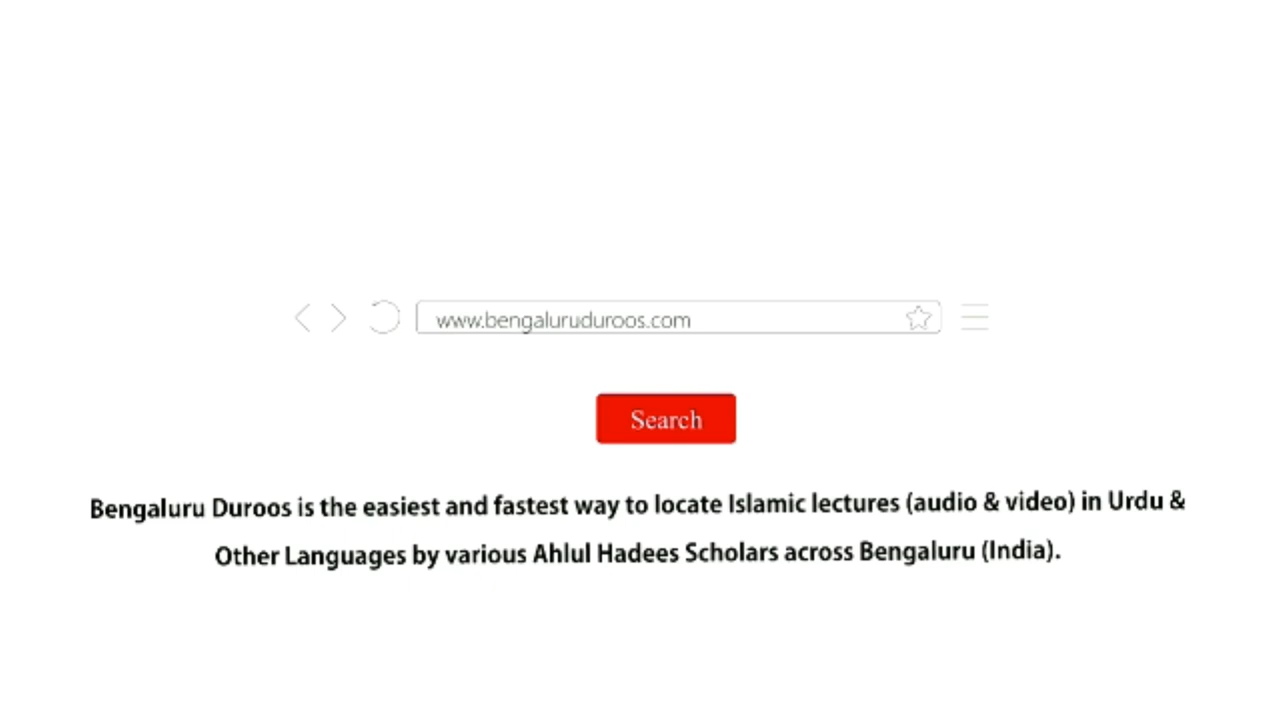 www.bengaluruduroos.com
Search
Bengaluru Duroos is the easiest and fastest way to locate Islamic lectures (audio & video) in Urdu &
Other Languages by various Ahlul Hadees Scholars across Bengaluru (India).